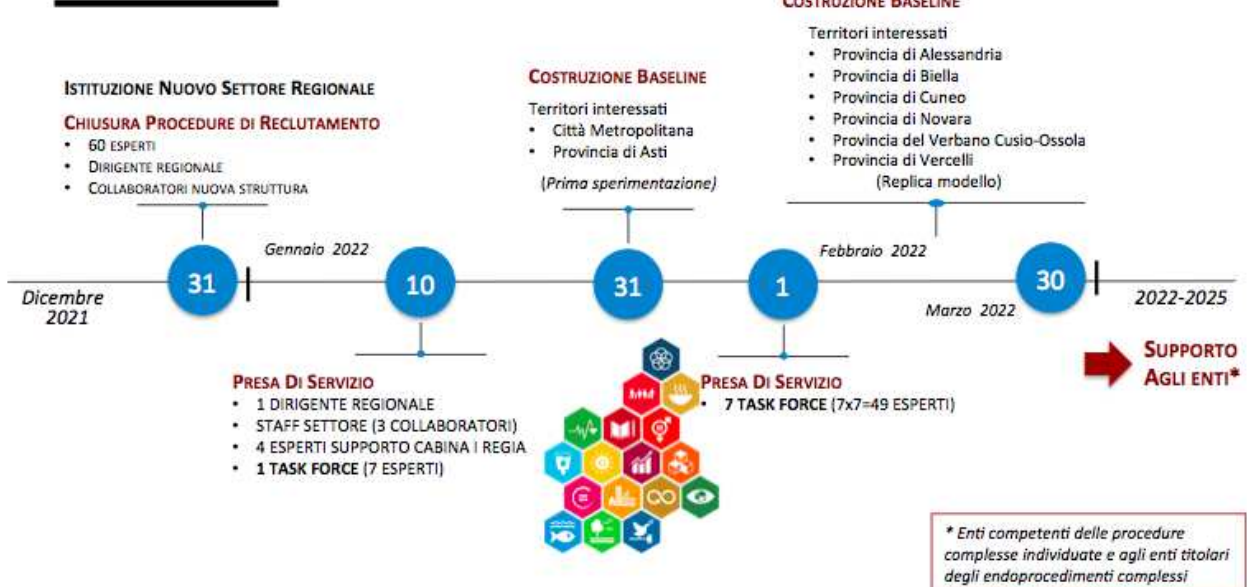 COSTRUZIONE BASELINE
Territori interessati
• Provincia di Alessandria
• Provincia di Biella
• Provincia di Cuneo
• Provincia di Novara
• Provincia del Verbano Cusio-Ossola
• Provincia di Vercelli
(Replica modello)
ISTITUZIONE NUOVO SETTORE REGIONALE
CHIUSURA PROCEDURE DI RECLUTAMENTO
• 60 ESPERTI
• DIRIGENTE REGIONALE
• COLLABORATORI NUOVA STRUTTURA
COSTRUZIONE BASELINE
Territori interessati
• Città Metropolitana
• Provincia di Asti
(Prima sperimentazione)
Dicembre
2021
31
Gennaio 2022
10
31
1
Febbraio 2022
Marzo 2022
30
2022-2025
PRESA DI SERVIZIO
• 1 DIRIGENTE REGIONALE
• STAFF SETTORE (3 COLLABORATORI)
• 4 ESPERTI SUPPORTO CABINA I REGIA
• 1 TASK FORCE (7 ESPERTI)
PRESA DI SERVIZIO
• 7 TASK FORCE (7x7=49 ESPERTI)
SUPPORTO
AGLI ENTI*
* Enti competenti delle procedure
complesse individuate e agli enti titolari
degli endoprocedimenti complessi